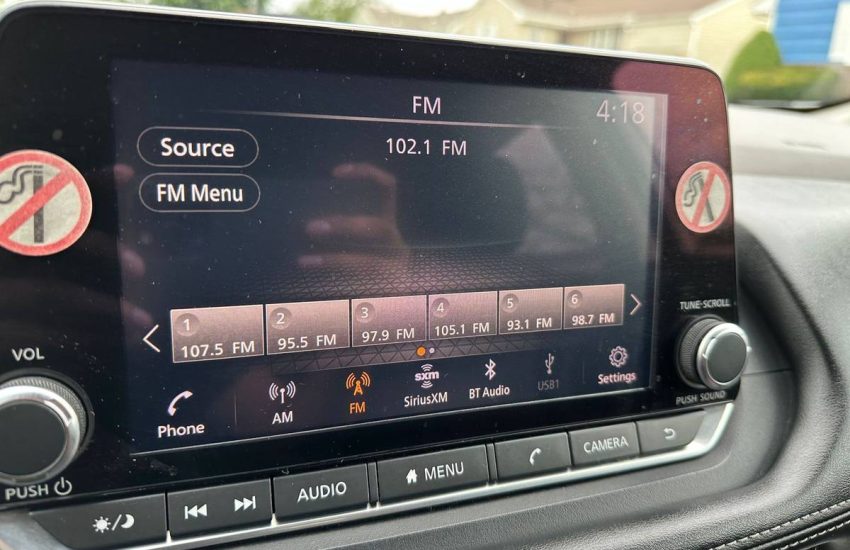 FM
4:18
Source
102.1 FM
FM Menu
1
107.5 FM
2
95.5 FM
3
97.9 FM
4
105.1 FM
5
93.1 FM
6
98.7 FM
TUNE·SCROLL
VOL
Phone
AM
FM
sxm
SiriusXM
BT Audio
USB1
Settings
PUSH SOUND
PUSH
AUDIO
MENU
CAMERA